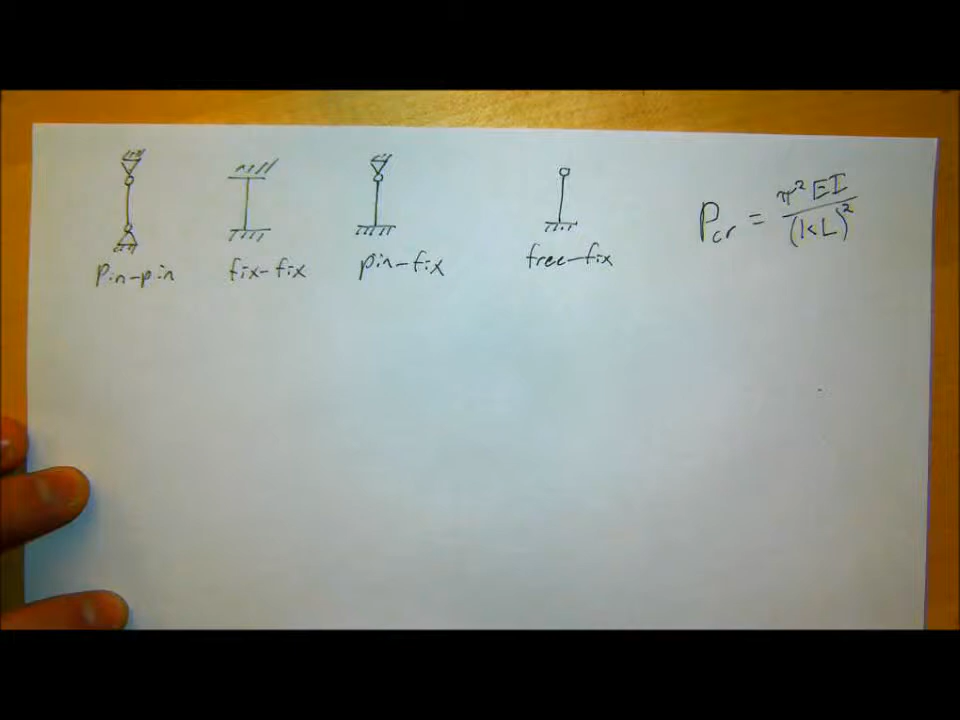 Pin-pin
fix-fix
pin-fix
free-fix
Pcr = π² EI / (KL)²